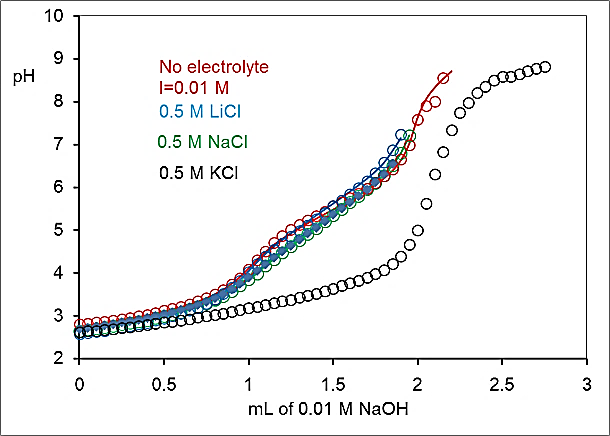 10
pH
9
8
7
6
5
4
3
2
No electrolyte
I=0.01 M
0.5 M LiCl
0.5 M NaCl
0.5 M KCl
0 0.5 1 1.5 2 2.5 3
mL of 0.01 M NaOH